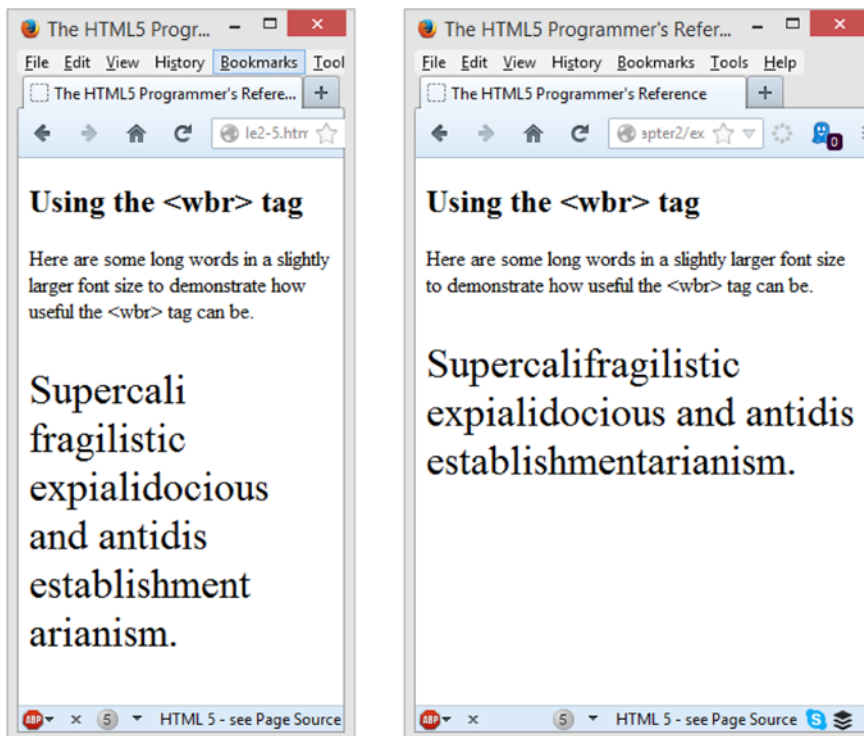 The HTML5 Progr...
File Edit View History Bookmarks Tool
The HTML5 Programmer's Refere...
le2-5.htm
Using the <wbr> tag
Here are some long words in a slightly
larger font size to demonstrate how
useful the <wbr> tag can be.
Supercali
fragilistic
expialidocious
and antidis
establishment
arianism.
ABP 5 HTML 5 - see Page Source
The HTML5 Programmer's Refer...
File Edit View History Bookmarks Tools Help
The HTML5 Programmer's Reference
apter2/ex
0
Using the <wbr> tag
Here are some long words in a slightly larger font size
to demonstrate how useful the <wbr> tag can be.
Supercalifragilistic
expialidocious and antidis
establishmentarianism.
ABP 5 HTML 5 - see Page Source S